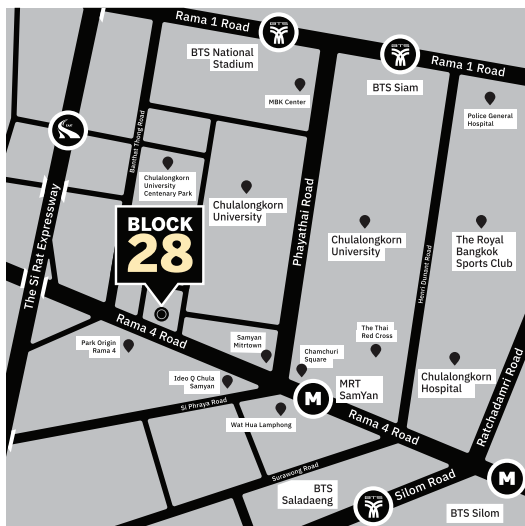 Rama 1 Road
BTS
BTS National
Stadium
BTS
Rama 1 Road
BTS Siam
MBK Center
Police General
Hospital
Banthat Thong Road
Chulalongkorn
University
Centenary Park
Chulalongkorn
University
Phayathai Road
Chulalongkorn
University
Henri Dunant Road
The Royal
Bangkok
Sports Club
The Si Rat Expressway
BLOCK
28
Rama 4 Road
Park Origin
Rama 4
Samyan
Mitrtown
Chamchuri
Square
The Thai
Red Cross
Ideo Q Chula
Samyan
Chulalongkorn
Hospital
Ratchadamri Road
MRT
SamYan
M
Si Phraya Road
Wat Hua Lamphong
Rama 4 Road
Surawong Road
BTS
Saladaeng
BTS
Silom Road
M
BTS Silom